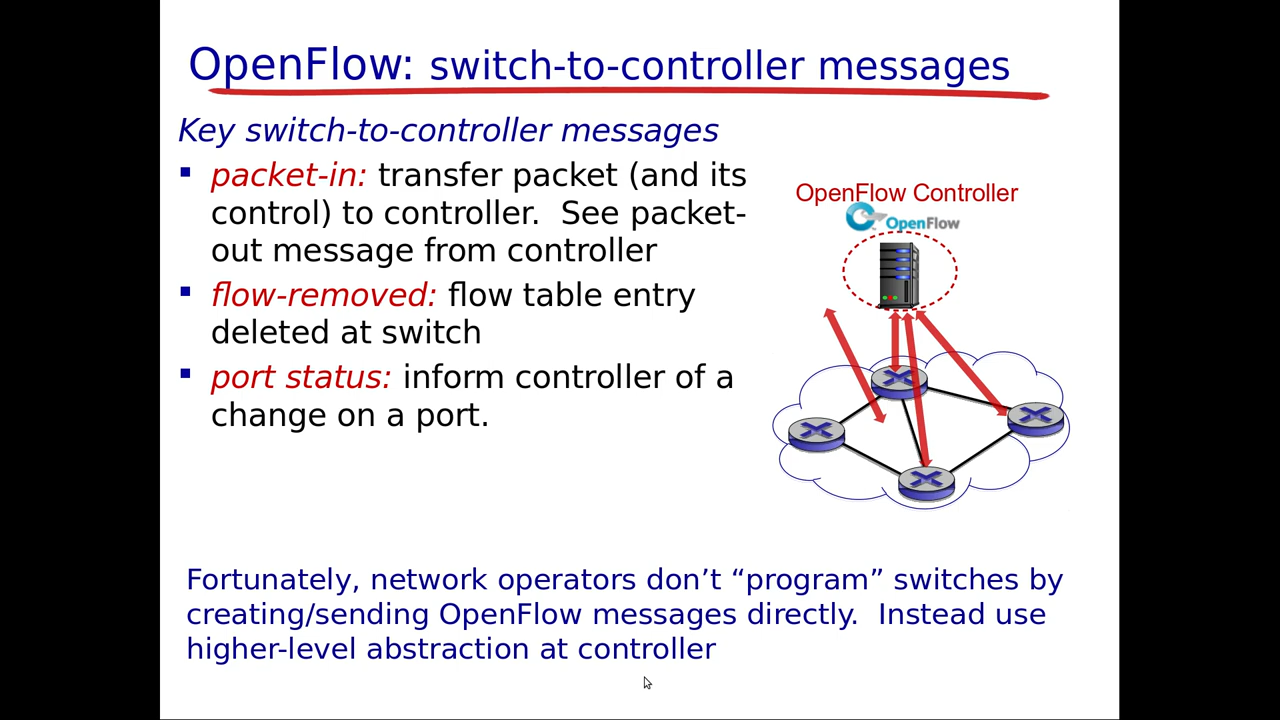 OpenFlow: switch-to-controller messages
Key switch-to-controller messages
packet-in: transfer packet (and its
control) to controller.  See packet-
out message from controller
flow-removed: flow table entry
deleted at switch
port status: inform controller of a
change on a port.
OpenFlow Controller
OpenFlow
Fortunately, network operators don’t “program” switches by
creating/sending OpenFlow messages directly.  Instead use
higher-level abstraction at controller